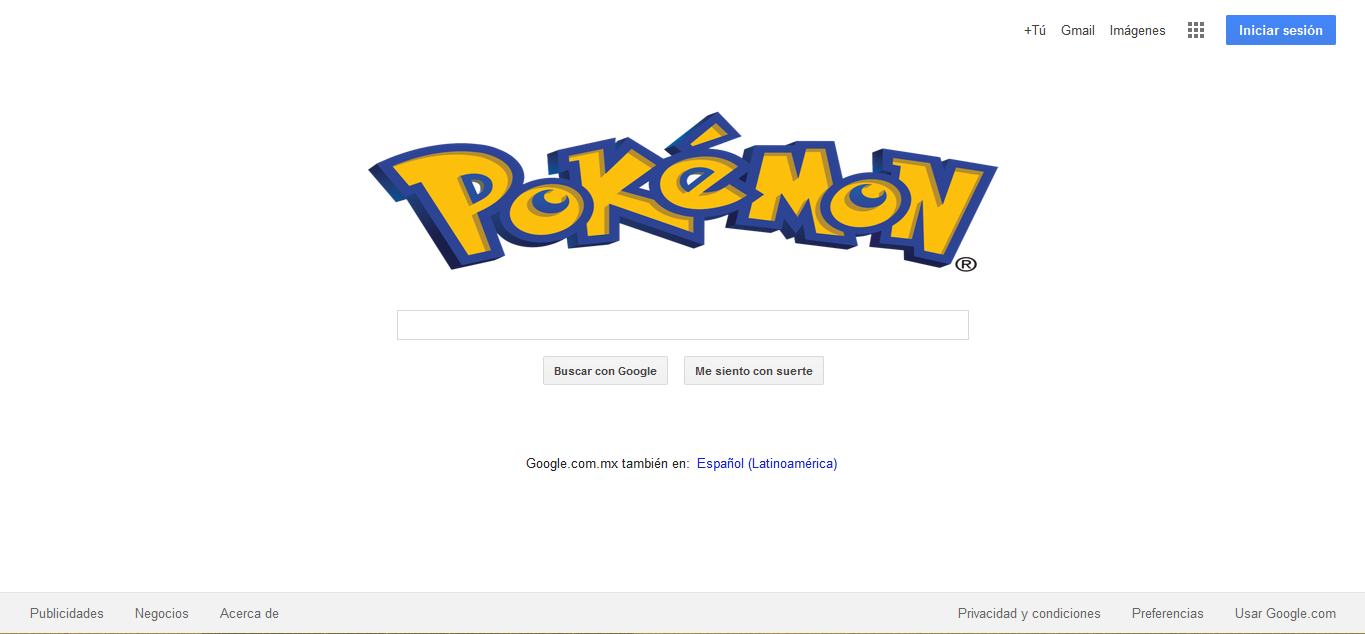 +Tú Gmail Imágenes Iniciar sesión
POKéMON ®
Buscar con Google Me siento con suerte
Google.com.mx también en: Español (Latinoamérica)
Publicidades Negocios Acerca de Privacidad y condiciones Preferencias Usar Google.com